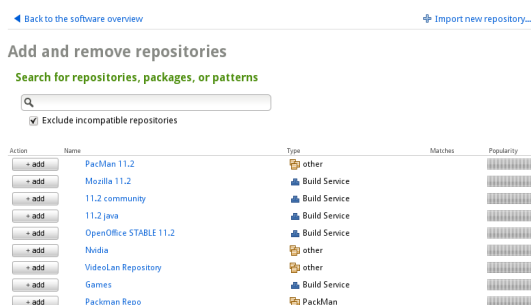 Back to the software overview Import new repository...
Add and remove repositories
Search for repositories, packages, or patterns
Exclude incompatible repositories
Action Name Type Matches Popularity
+ add PacMan 11.2 other
+ add Mozilla 11.2 Build Service
+ add 11.2 community Build Service
+ add 11.2 java Build Service
+ add OpenOffice STABLE 11.2 Build Service
+ add Nvidia other
+ add VideoLan Repository other
+ add Games Build Service
+ add Packman Repo PackMan